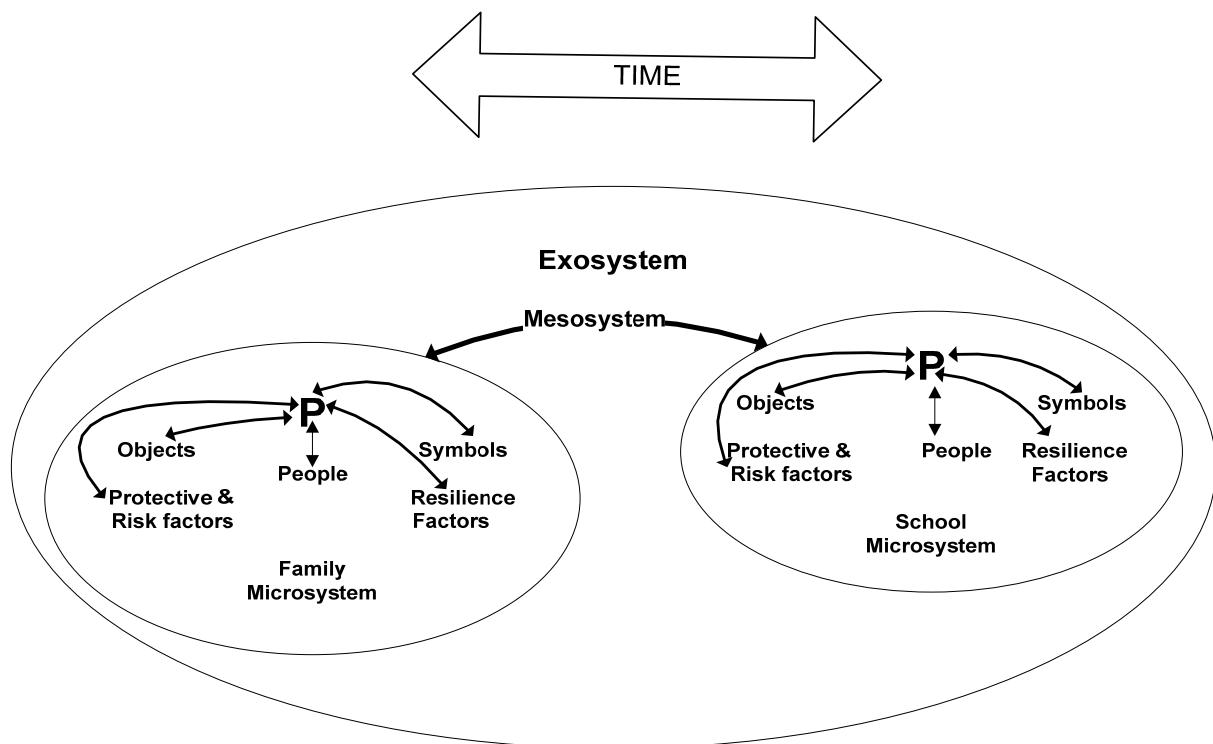 TIME
Exosystem
Mesosystem
P
Objects
Symbols
People
Protective &
Risk factors
Resilience
Factors
Family
Microsystem
P
Objects
Symbols
Protective &
Risk factors
People
Resilience
Factors
School
Microsystem